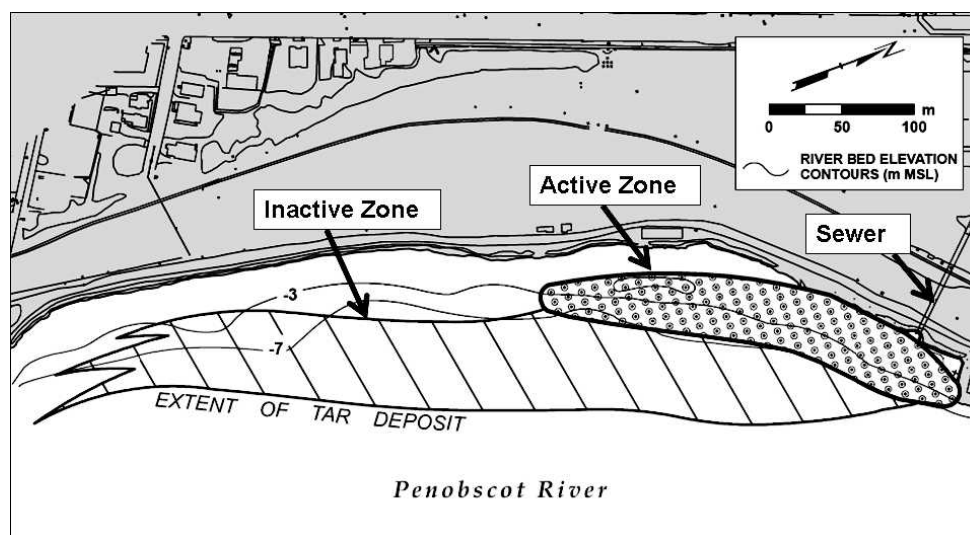 m
0 50 100
RIVER BED ELEVATION
CONTOURS (m MSL)
Active Zone
Inactive Zone
Sewer
-3
-7
EXTENT OF TAR DEPOSIT
Penobscot River